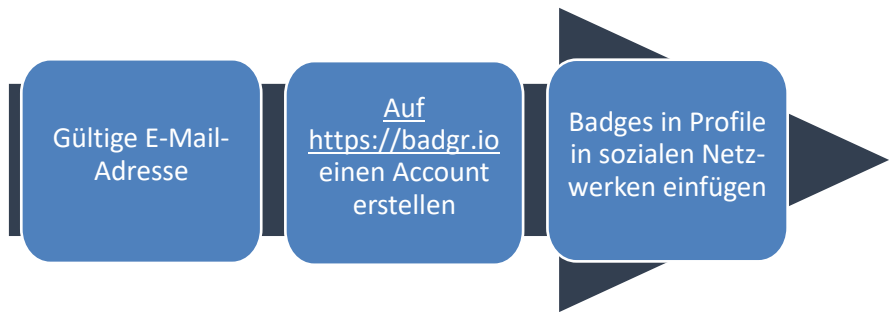 Gültige E-Mail-
Adresse
Auf
https://badgr.io
einen Account
erstellen
Badges in Profile
in sozialen Netz-
werken einfügen